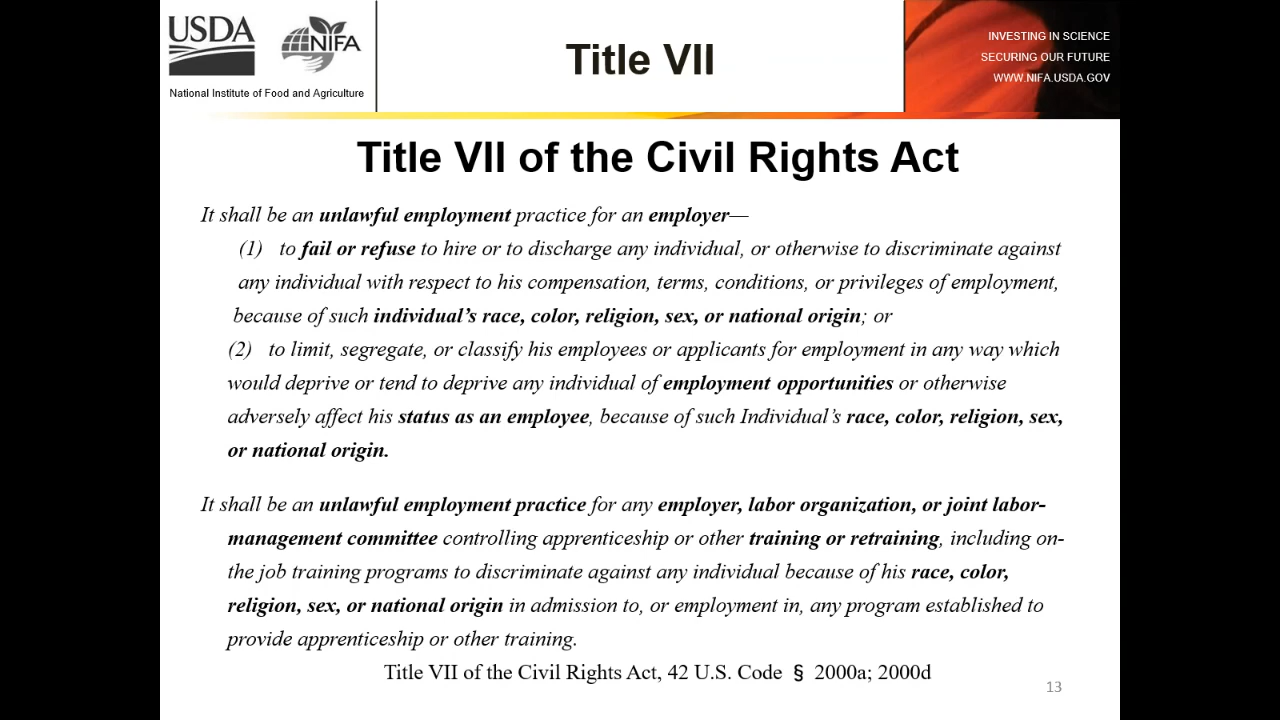 USDA
NIFA
National Institute of Food and Agriculture
Title VII
INVESTING IN SCIENCE
SECURING OUR FUTURE
WWW.NIFA.USDA.GOV
Title VII of the Civil Rights Act
It shall be an unlawful employment practice for an employer—
(1) to fail or refuse to hire or to discharge any individual, or otherwise to discriminate against
any individual with respect to his compensation, terms, conditions, or privileges of employment,
because of such individual’s race, color, religion, sex, or national origin; or
(2) to limit, segregate, or classify his employees or applicants for employment in any way which
would deprive or tend to deprive any individual of employment opportunities or otherwise
adversely affect his status as an employee, because of such Individual’s race, color, religion, sex,
or national origin.
It shall be an unlawful employment practice for any employer, labor organization, or joint labor-
management committee controlling apprenticeship or other training or retraining, including on-
the job training programs to discriminate against any individual because of his race, color,
religion, sex, or national origin in admission to, or employment in, any program established to
provide apprenticeship or other training.
Title VII of the Civil Rights Act, 42 U.S. Code § 2000a; 2000d
13